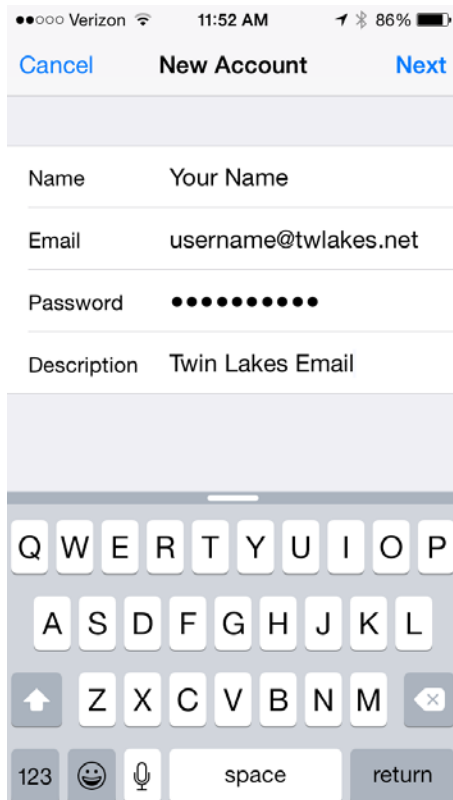 Verizon 11:52 AM 86%
Cancel New Account Next
Name Your Name
Email username@twlakes.net
Password ••••••••••
Description Twin Lakes Email
Q W E R T Y U I O P
A S D F G H J K L
Z X C V B N M
123 space return